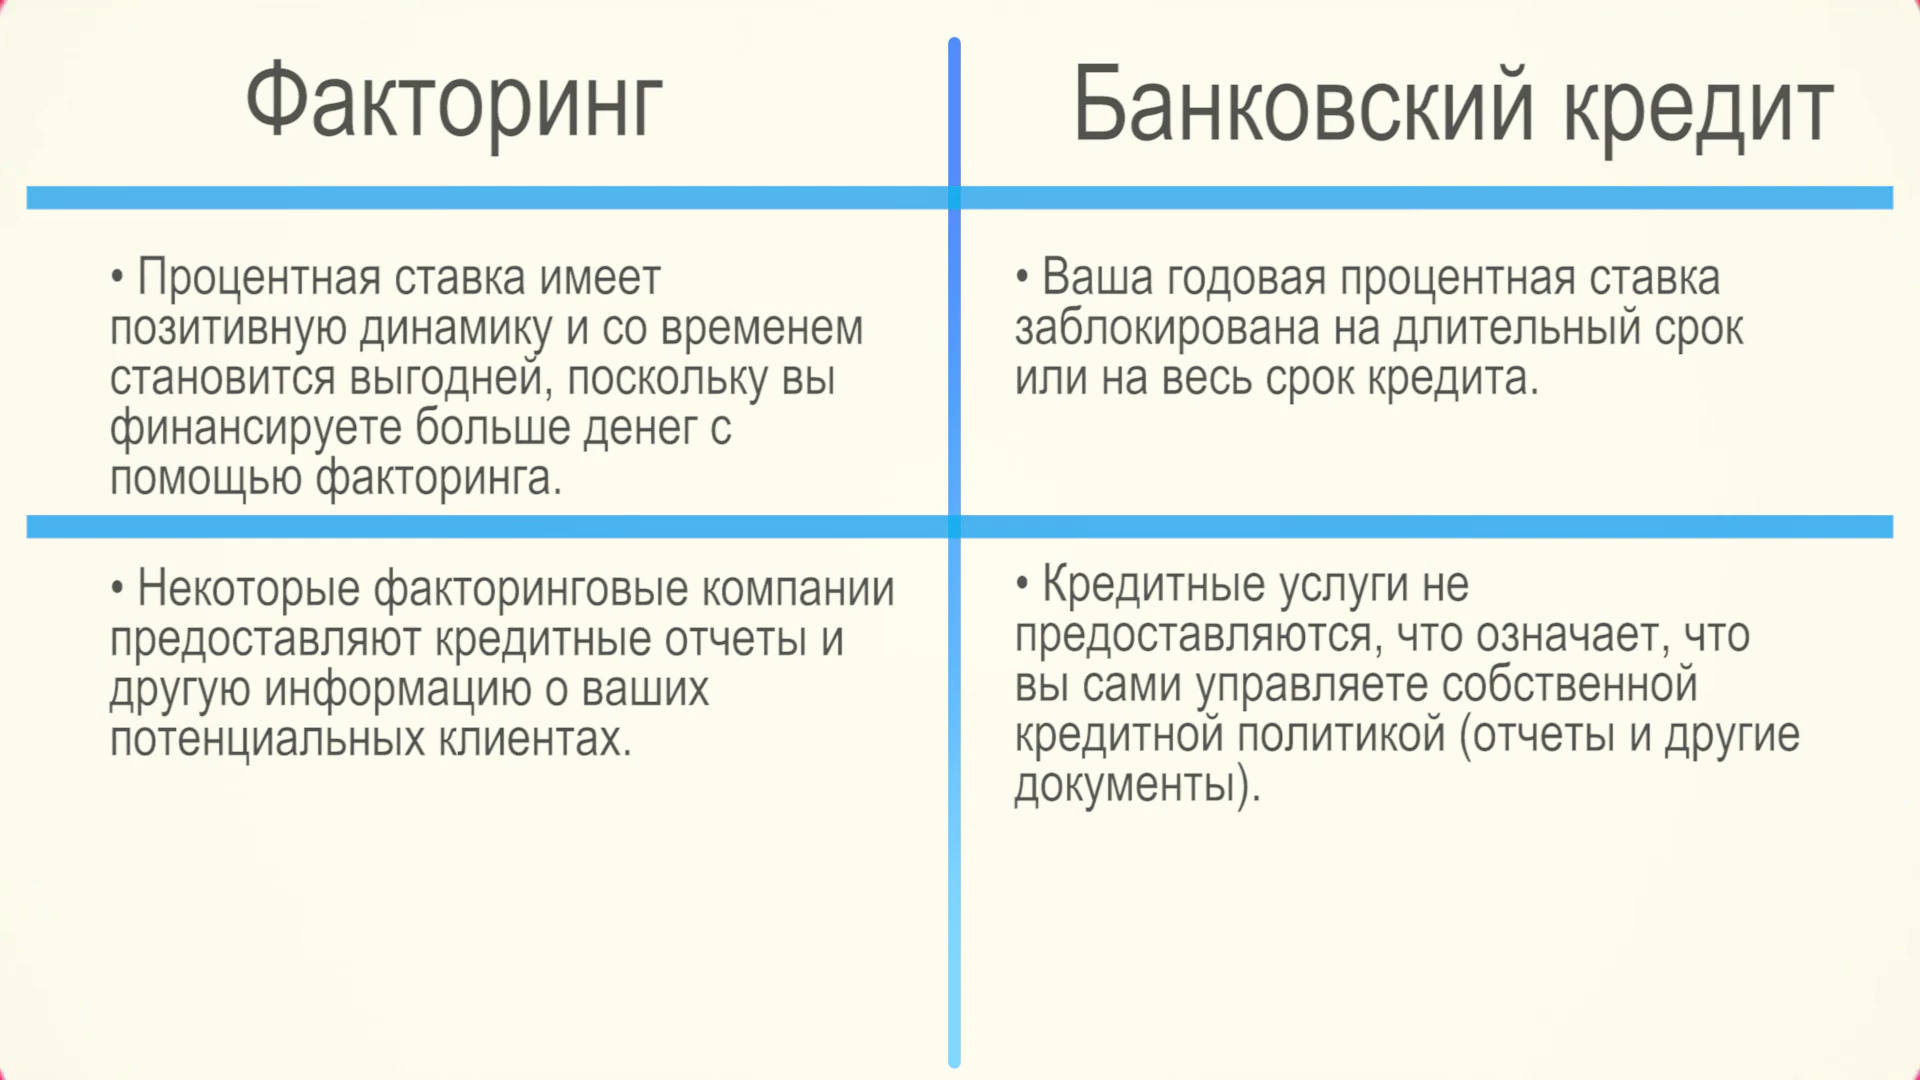 Факторинг
Банковский кредит
• Процентная ставка имеет
позитивную динамику и со временем
становится выгодней, поскольку вы
финансируете больше денег с
помощью факторинга.
• Ваша годовая процентная ставка
заблокирована на длительный срок
или на весь срок кредита.
• Некоторые факторинговые компании
предоставляют кредитные отчеты и
другую информацию о ваших
потенциальных клиентах.
• Кредитные услуги не
предоставляются, что означает, что
вы сами управляете собственной
кредитной политикой (отчеты и другие
документы).